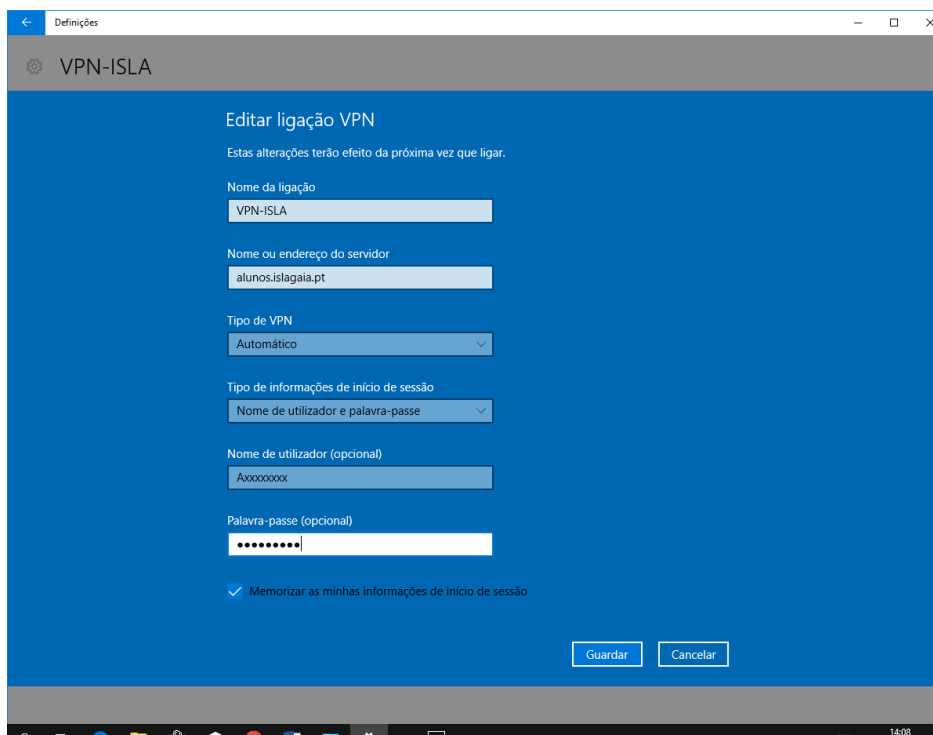 Definições
VPN-ISLA
Editar ligação VPN
Estas alterações terão efeito da próxima vez que ligar.
Nome da ligação
VPN-ISLA
Nome ou endereço do servidor
alunos.islagaia.pt
Tipo de VPN
Automático
Tipo de informações de início de sessão
Nome de utilizador e palavra-passe
Nome de utilizador (opcional)
Axxxxxxxx
Palavra-passe (opcional)
•••••••••
Memorizar as minhas informações de início de sessão
Guardar
Cancelar
14:08